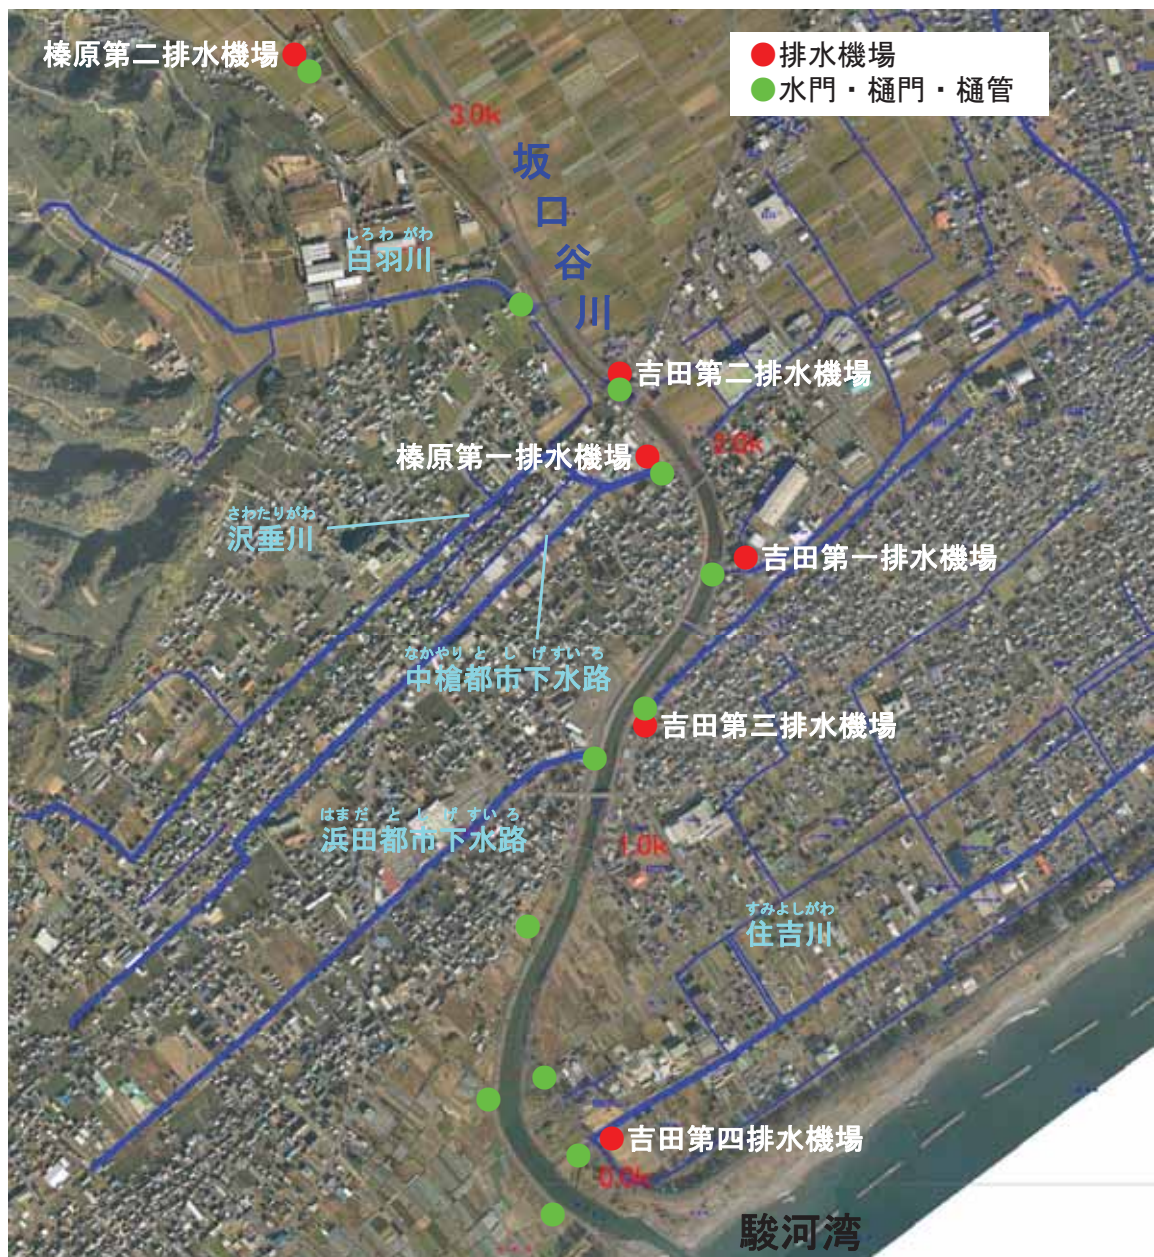 榛原第二排水機場
排水機場
水門・樋門・樋管
3.0k
坂口谷川
しろわ がわ
白羽川
吉田第二排水機場
2.0k
榛原第一排水機場
さわたりがわ
沢垂川
吉田第一排水機場
なかやり と し げすい ろ
中槍都市下水路
吉田第三排水機場
はまだ と し げ すい ろ
浜田都市下水路
1.0k
すみよしがわ
住吉川
吉田第四排水機場
0.0k
駿河湾